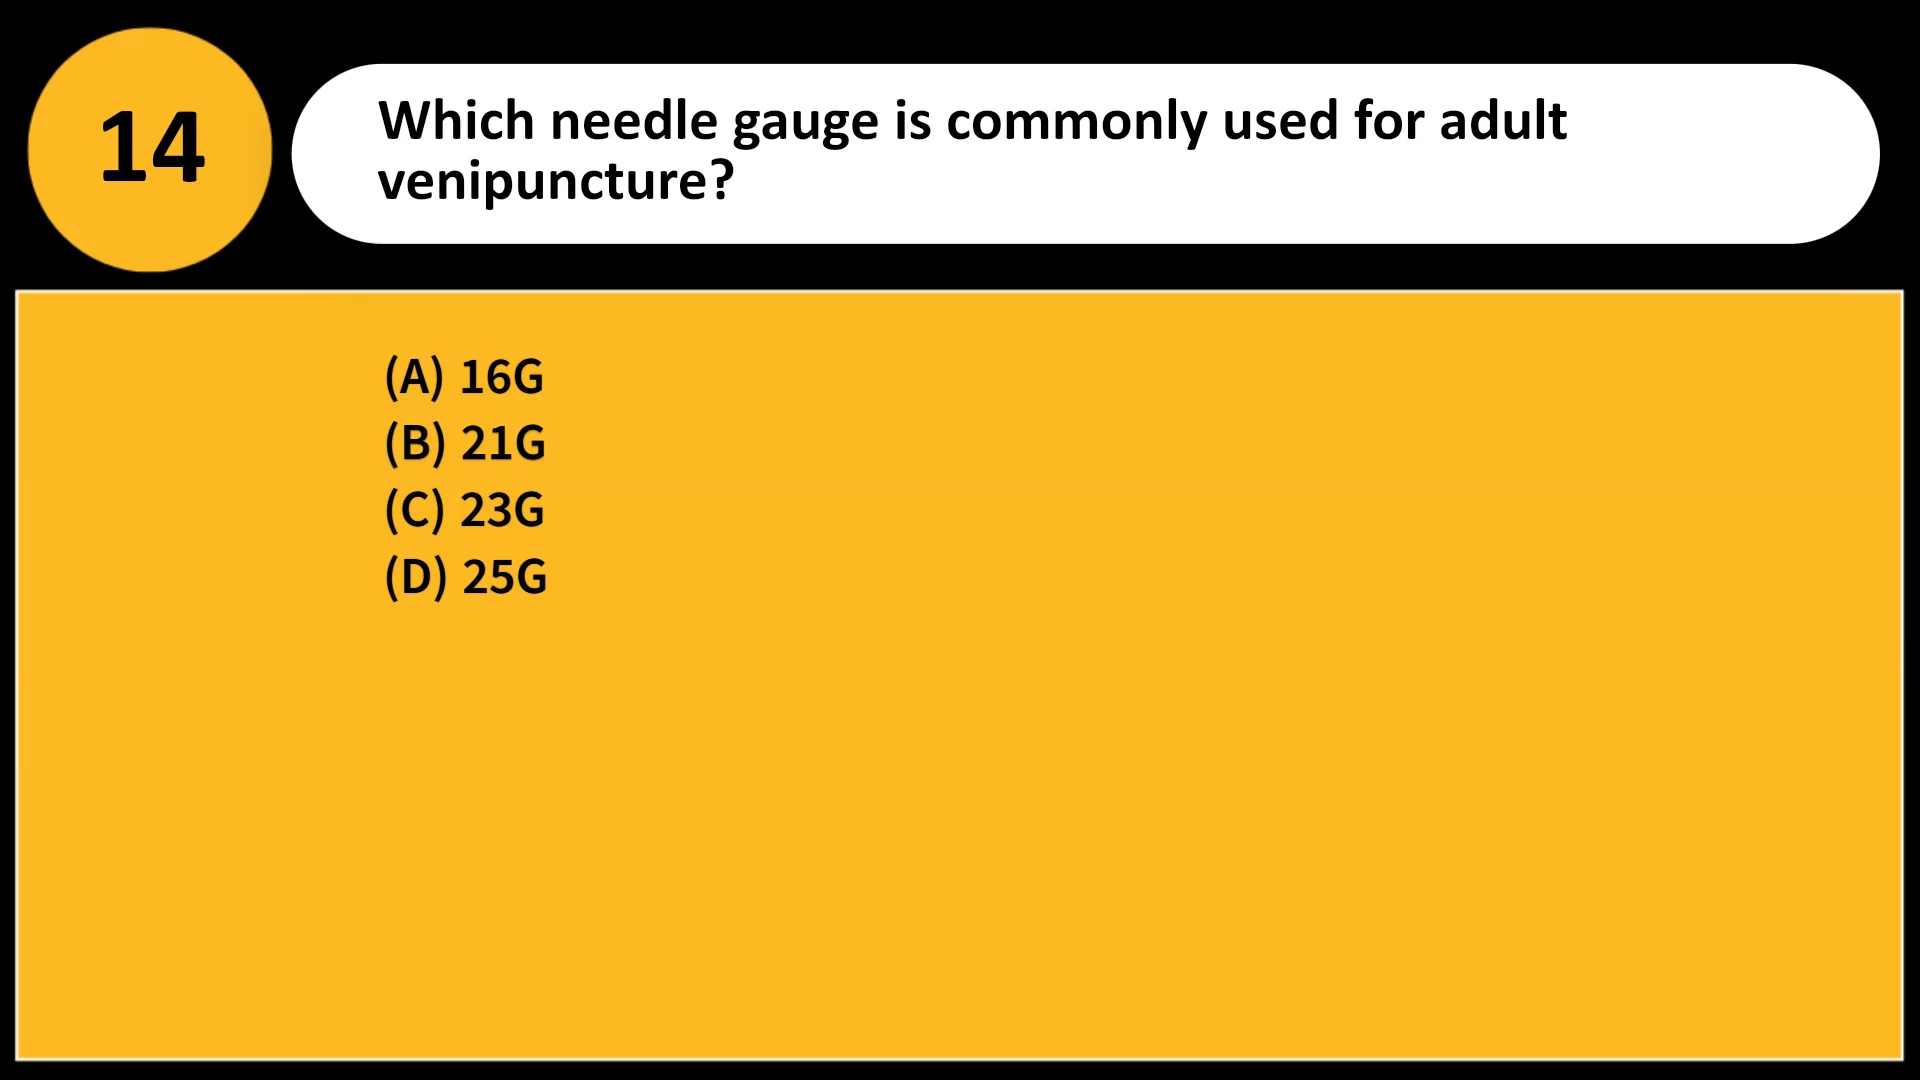 14
Which needle gauge is commonly used for adult
venipuncture?
(A) 16G
(B) 21G
(C) 23G
(D) 25G